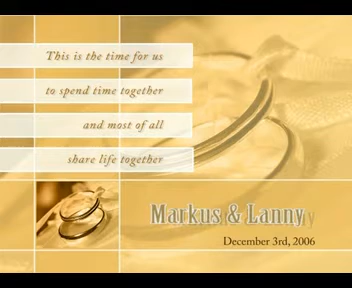 This is the time for us
to spend time together
and most of all
share life together
Markus & Lanny
December 3rd, 2006